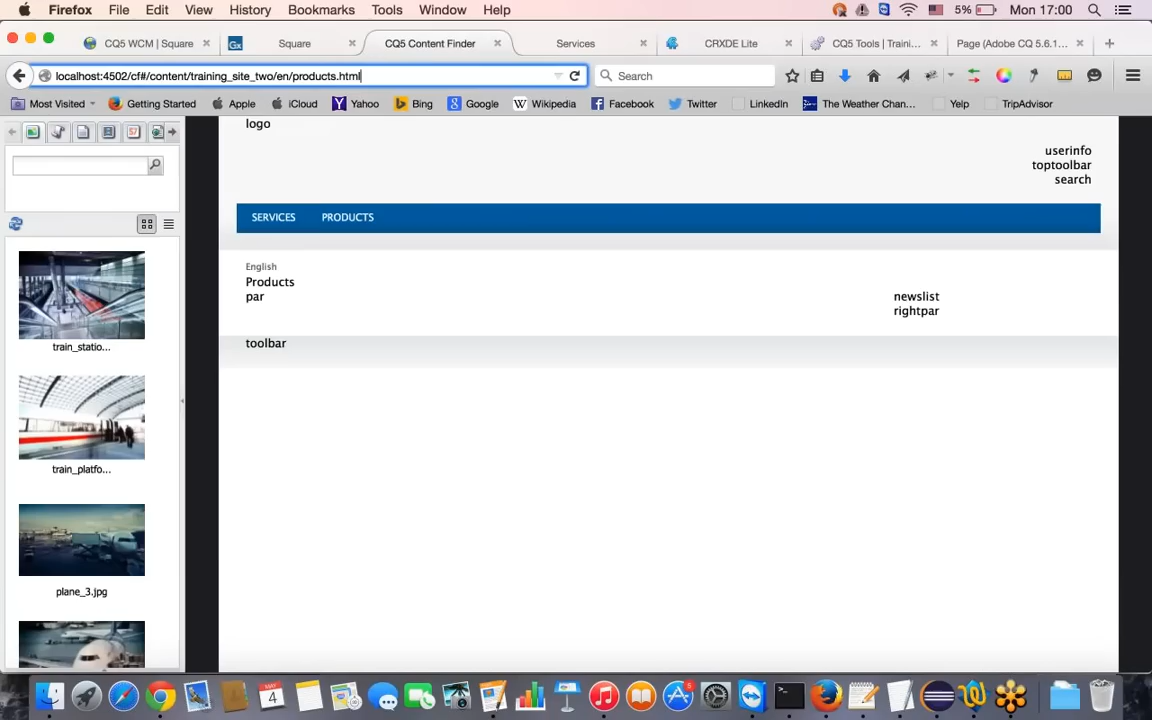 Firefox File Edit View History Bookmarks Tools Window Help 5% Mon 17:00
CQ5 WCM | Square Square CQ5 Content Finder Services CRXDE Lite CQ5 Tools | Traini... Page (Adobe CQ 5.6.1...
localhost:4502/cf#/content/training_site_two/en/products.html Search
Most Visited Getting Started Apple iCloud Yahoo Bing Google Wikipedia Facebook Twitter LinkedIn The Weather Chan... Yelp TripAdvisor
logo
userinfo
toptoolbar
search
SERVICES PRODUCTS
English
Products
par
newslist
rightpar
toolbar
train_statio...
train_platfo...
plane_3.jpg